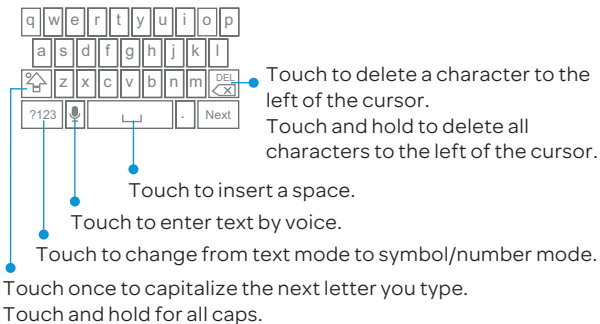 q w e r t y u i o p
a s d f g h j k l
z x c v b n m DEL
?123 . Next
Touch to delete a character to the
left of the cursor.
Touch and hold to delete all
characters to the left of the cursor.
Touch to insert a space.
Touch to enter text by voice.
Touch to change from text mode to symbol/number mode.
Touch once to capitalize the next letter you type.
Touch and hold for all caps.